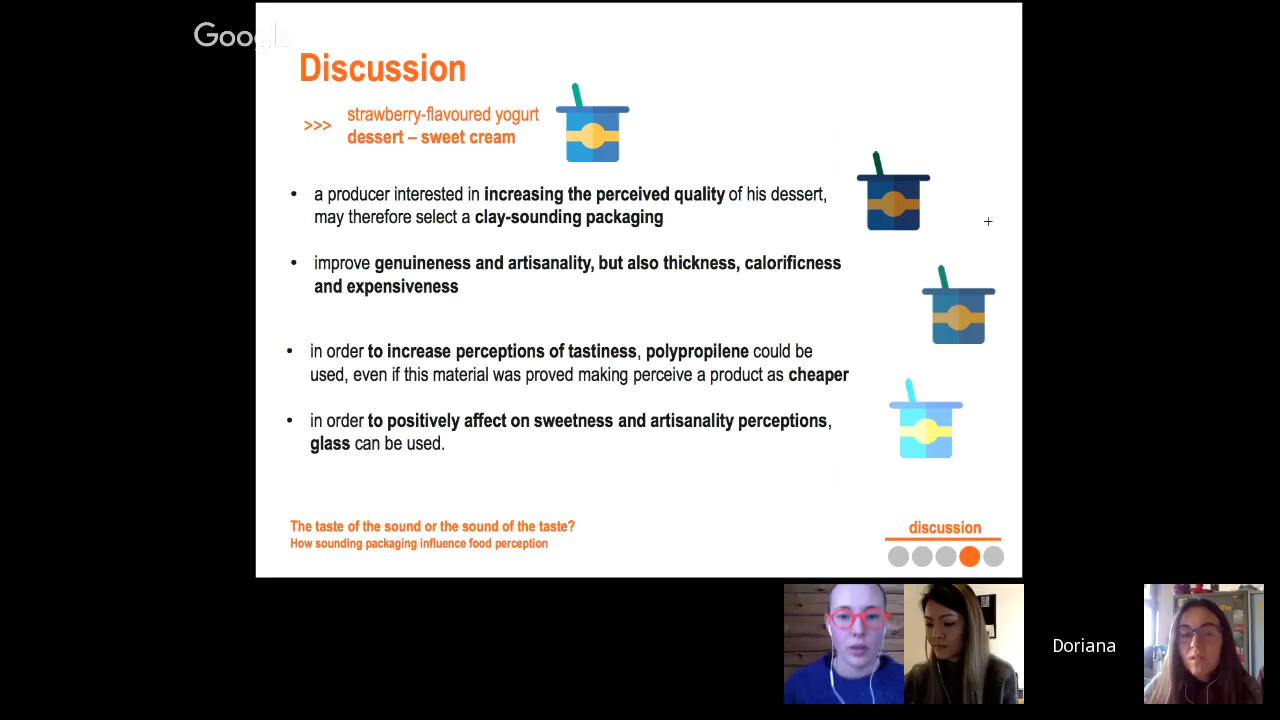 Google
Discussion
>>> strawberry-flavoured yogurt
dessert – sweet cream
• a producer interested in increasing the perceived quality of his dessert,
may therefore select a clay-sounding packaging
• improve genuineness and artisanality, but also thickness, calorificness
and expensiveness
• in order to increase perceptions of tastiness, polypropilene could be
used, even if this material was proved making perceive a product as cheaper
• in order to positively affect on sweetness and artisanality perceptions,
glass can be used.
The taste of the sound or the sound of the taste?
How sounding packaging influence food perception
discussion
Doriana